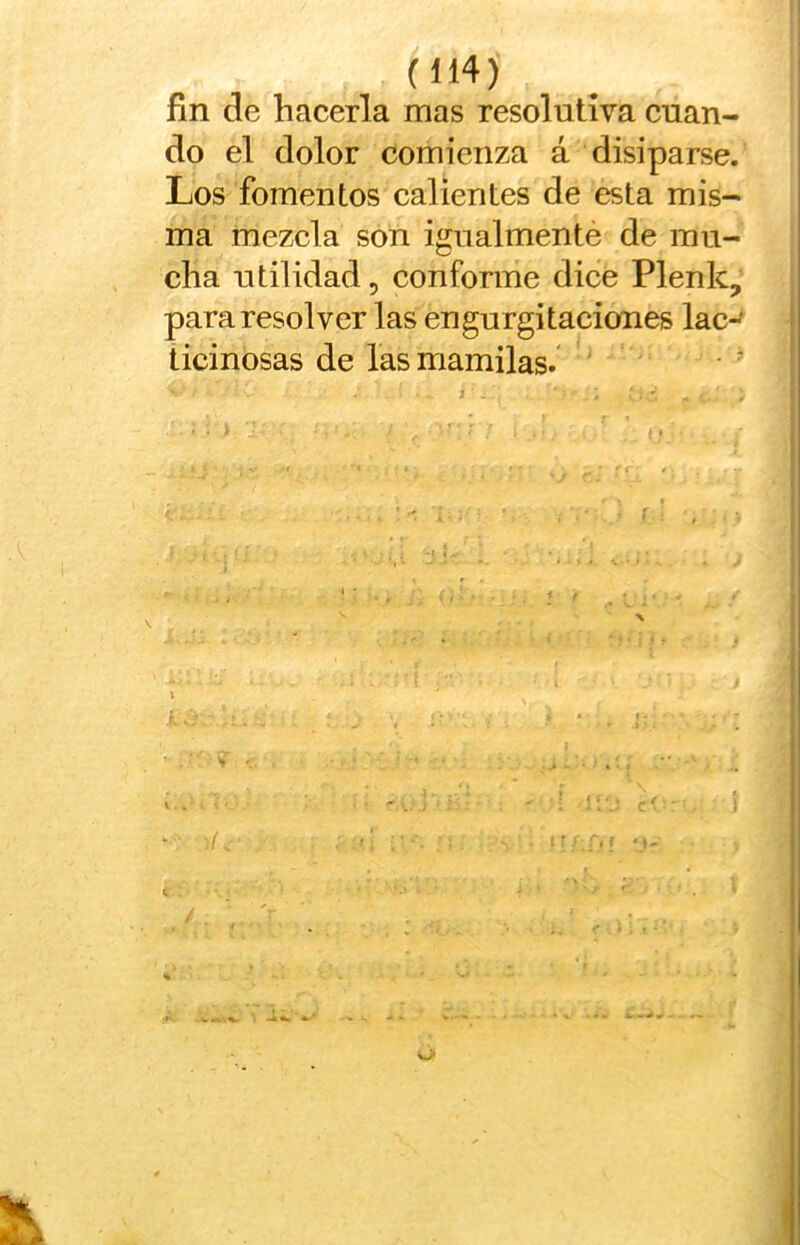 (114)
fin de hacerla mas resolutiva cuan-
do el dolor comienza á disiparse.
Los fomentos calientes de esta mis-
ma mezcla son igualmente de mu-
cha utilidad, conforme dice Plenk,
para resolver las engurgitaciones lac-
ticinosas de las mamilas.